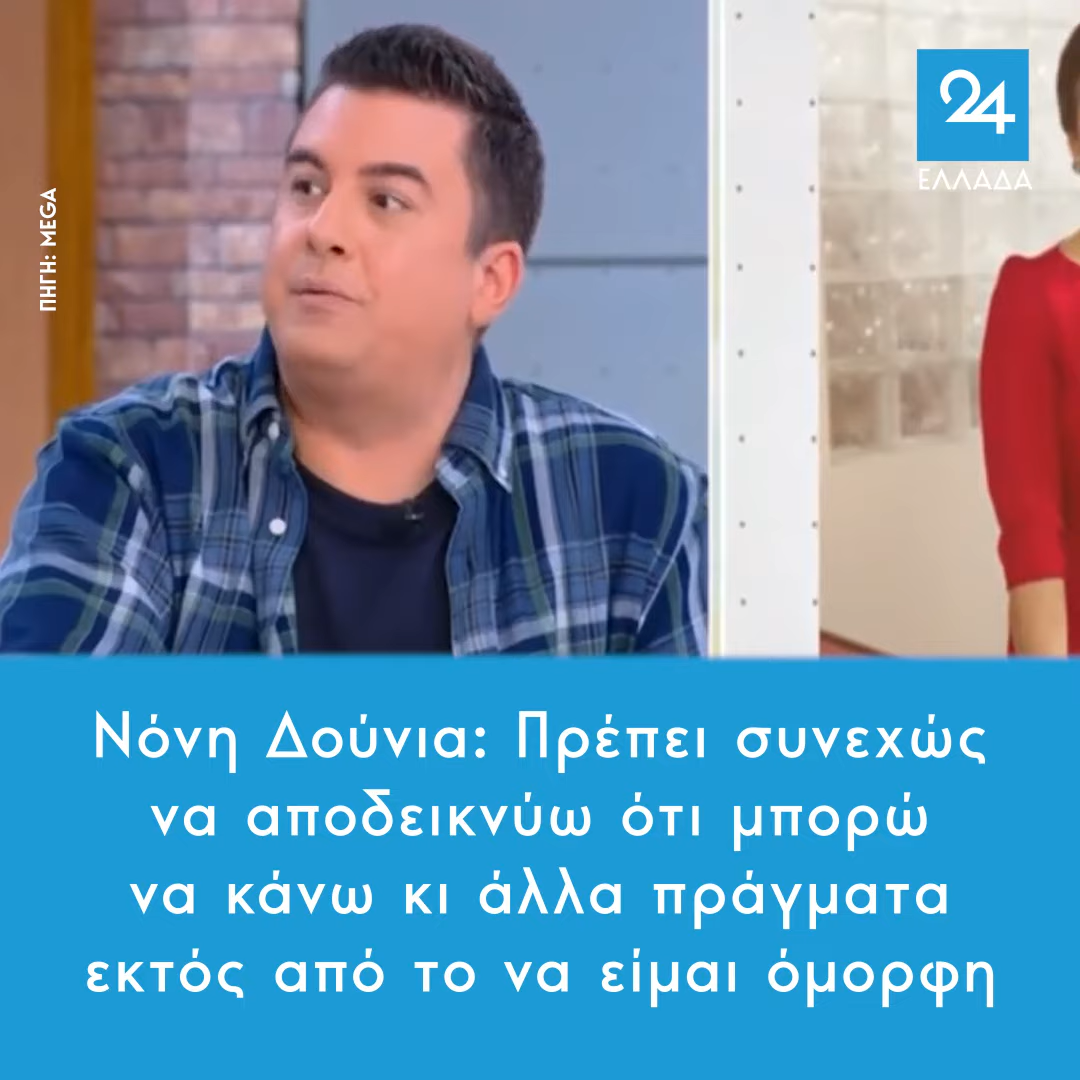 24
ΕΛΛΑΔΑ
ΠΗΓΗ: MEGA
Νόνη Δούνια: Πρέπει συνεχώς
να αποδεικνύω ότι μπορώ
να κάνω κι άλλα πράγματα
εκτός από το να είμαι όμορφη